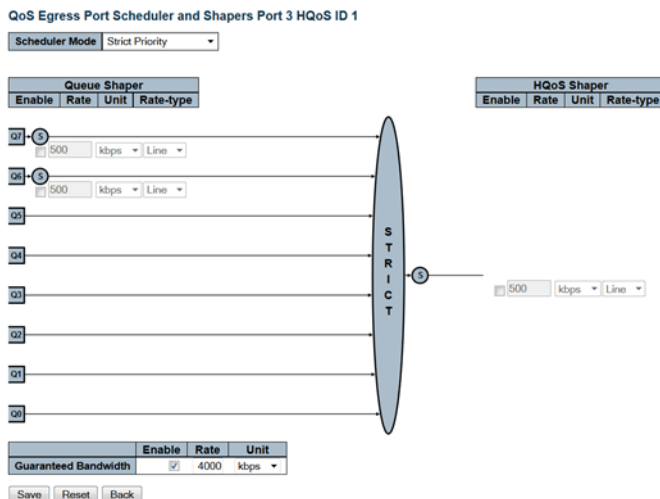 QoS Egress Port Scheduler and Shapers Port 3 HQoS ID 1
Scheduler Mode Strict Priority
Queue Shaper HQoS Shaper
Enable Rate Unit Rate-type Enable Rate Unit Rate-type
Q7 S
500 kbps Line
Q6 S
500 kbps Line
Q5
Q4
Q3
Q2
Q1
Q0
STRICT
S
500 kbps Line
Enable Rate Unit
Guaranteed Bandwidth 4000 kbps
Save Reset Back